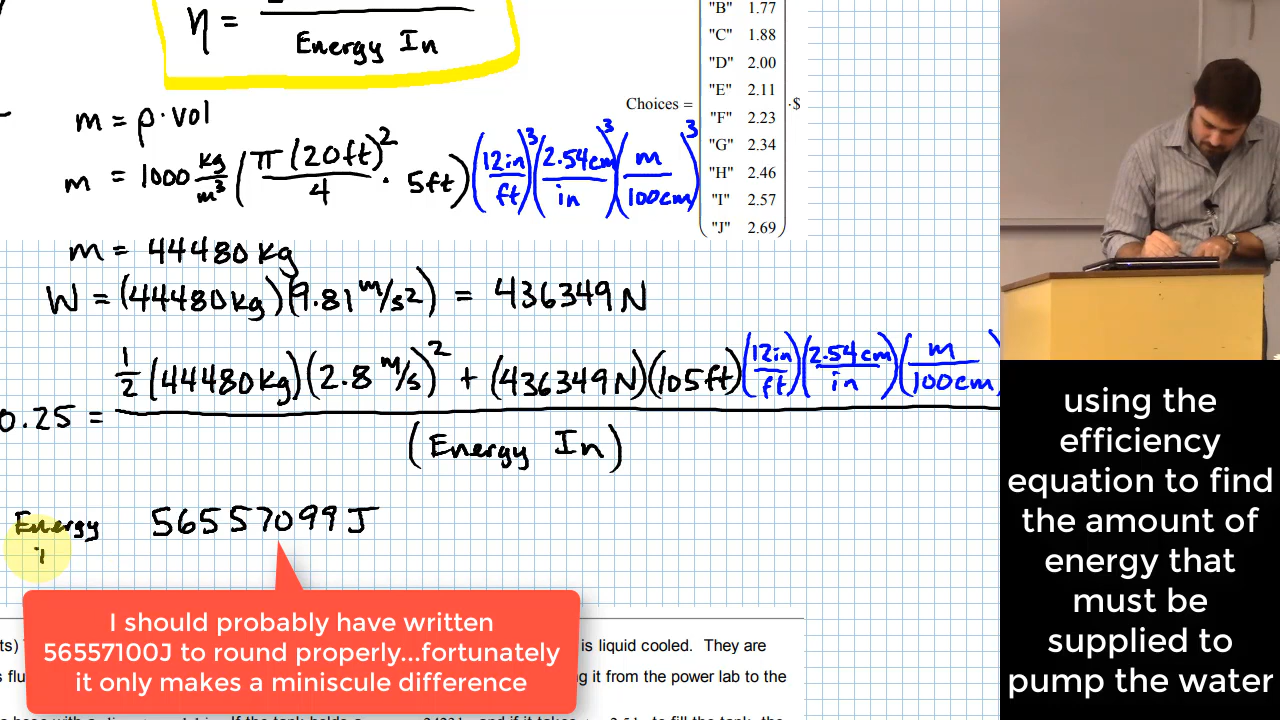 η =
Energy In
"B" 1.77
"C" 1.88
"D" 2.00
"E" 2.11
Choices = ·$
"F" 2.23
"G" 2.34
"H" 2.46
"I" 2.57
"J" 2.69
m = ρ·vol
m = 1000 kg/m³ (π(20ft)²/4 · 5ft)(12in/ft)³(2.54cm/in)³(m/100cm)³
m = 44480 kg
W = (44480kg)(9.81 m/s2) = 436349 N
0.25 = ½(44480kg)(2.8 m/s)² + (436349N)(105ft)(12in/ft)(2.54cm/in)(m/100cm)
(Energy In)
Energy 56557099 J
I should probably have written
56557100J to round properly...fortunately
it only makes a miniscule difference
using the
efficiency
equation to find
the amount of
energy that
must be
supplied to
pump the water
is liquid cooled. They are
it from the power lab to the